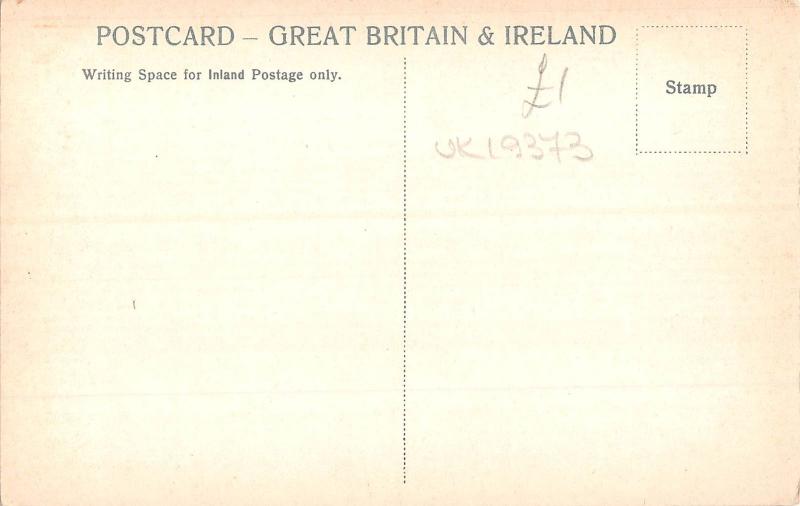 POSTCARD – GREAT BRITAIN & IRELAND
Writing Space for Inland Postage only.
£1
UK19373
Stamp